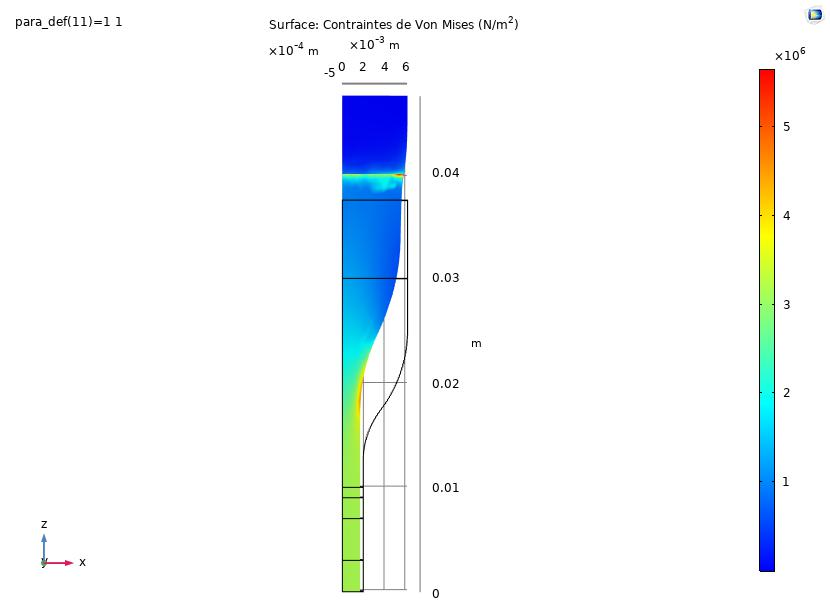 para_def(11)=1 1
Surface: Contraintes de Von Mises (N/m²)
×10⁻⁴ m
×10⁻³ m
-5
0 2 4 6
×10⁶
5
4
3
2
1
0.04
0.03
m
0.02
0.01
0
z
y
x